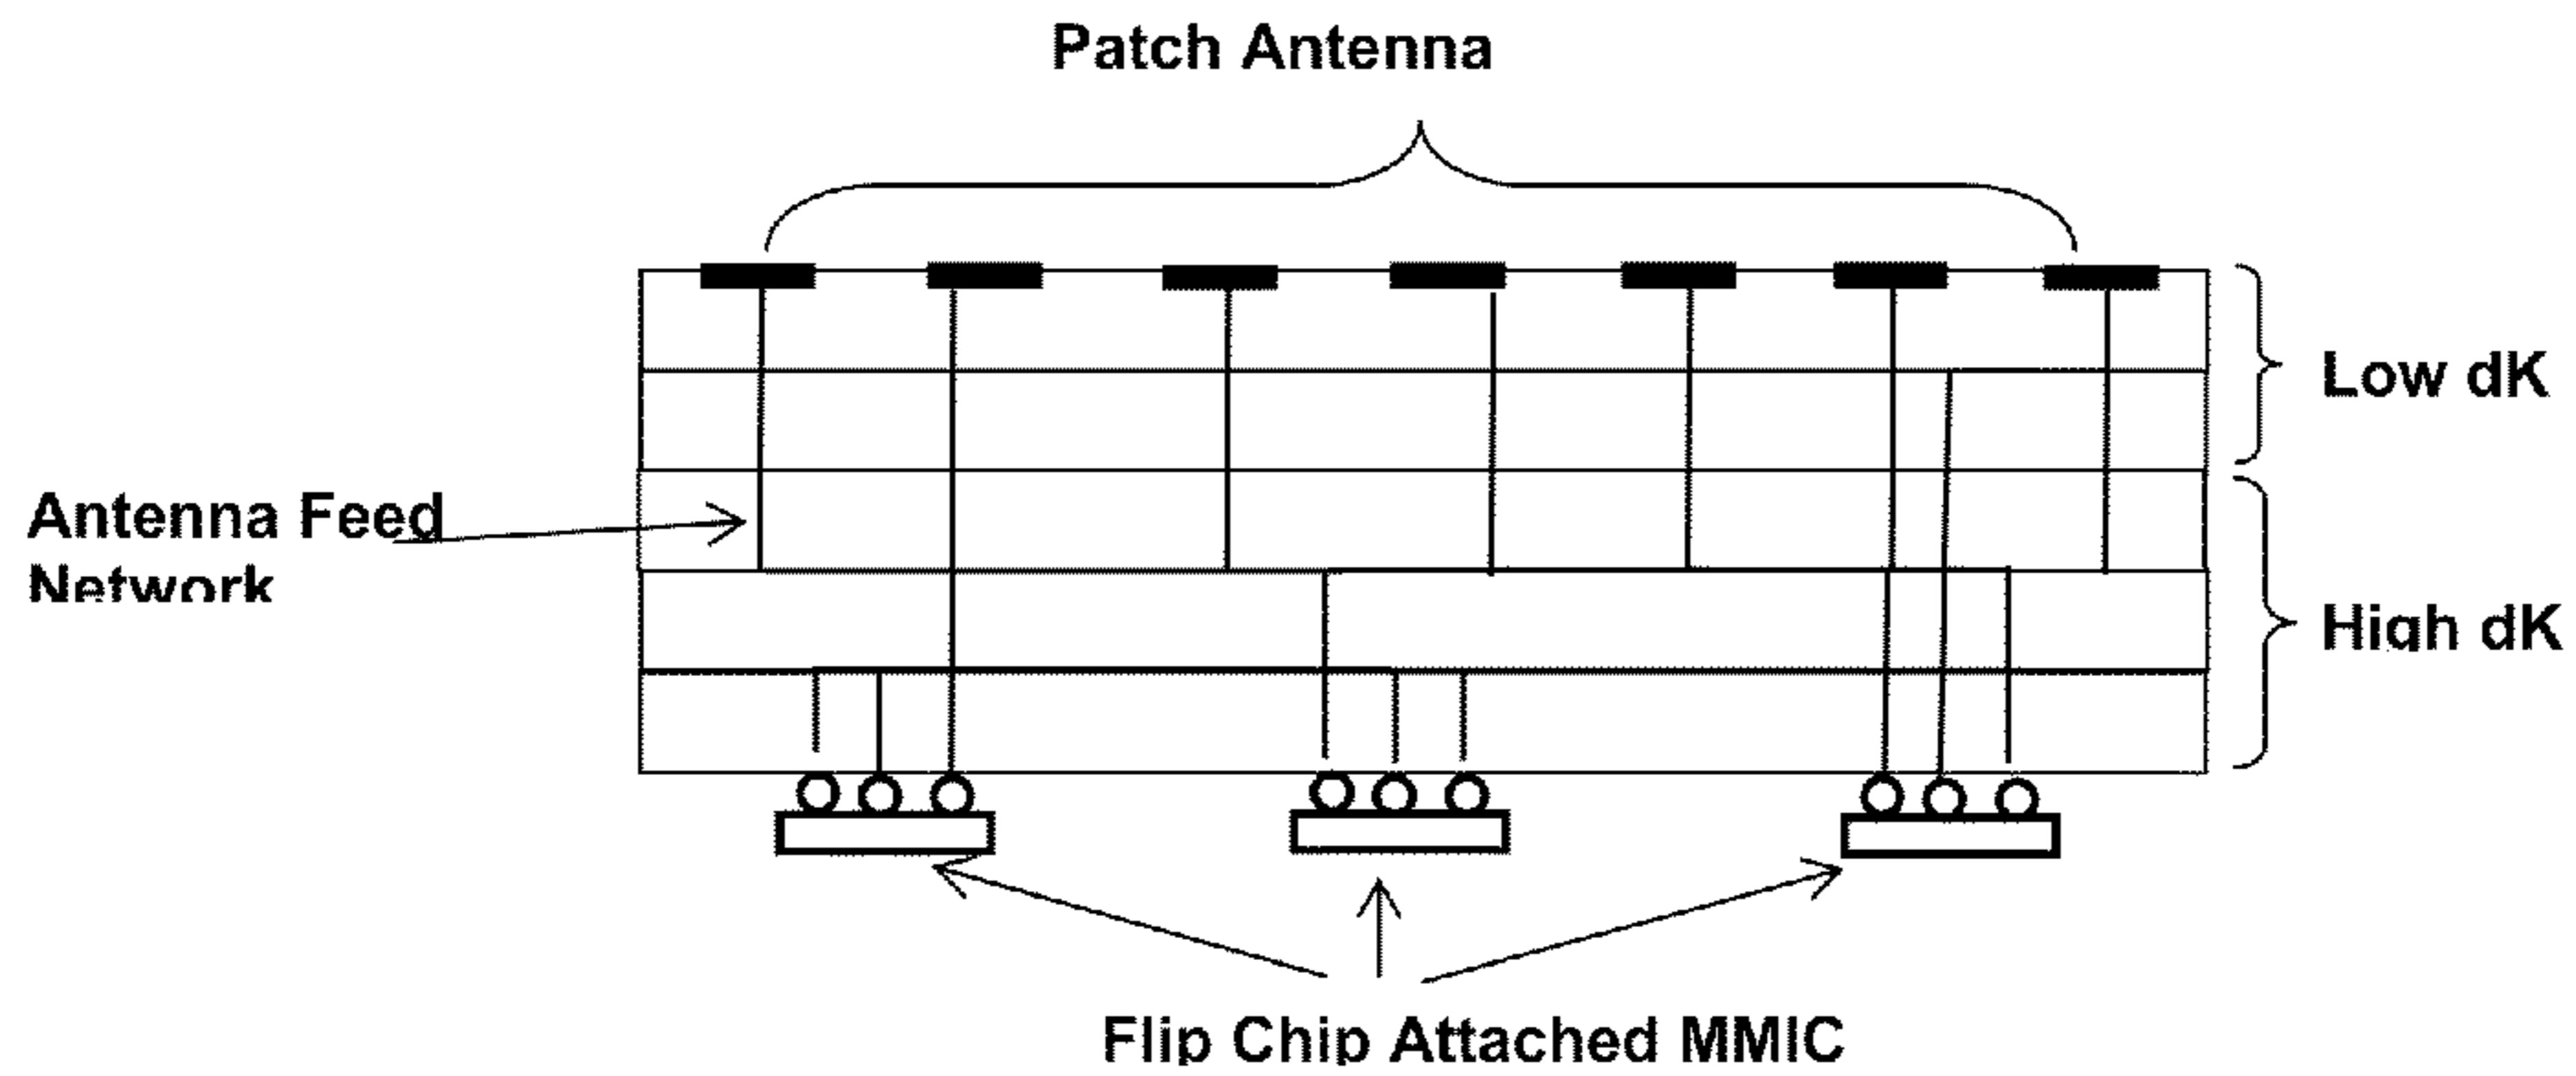 Patch Antenna
Low dK
Antenna Feed
Network
High dK
Flip Chip Attached MMIC